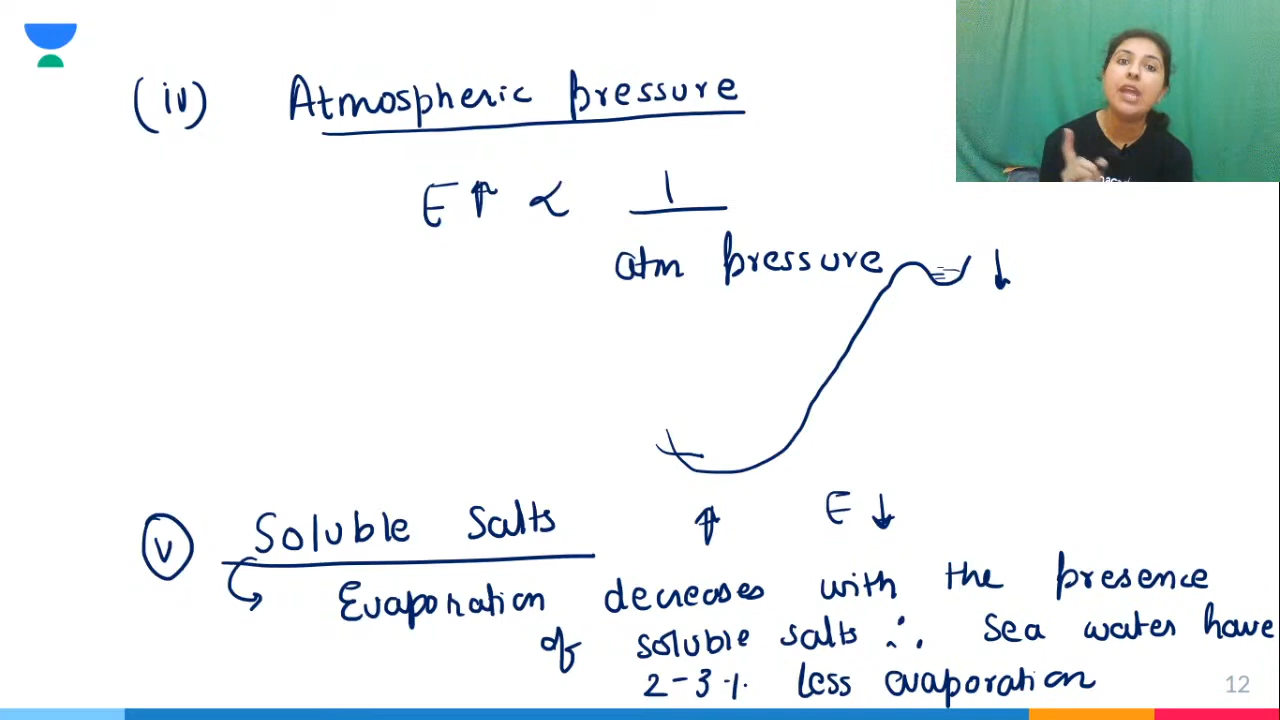 (iv) Atmospheric pressure
E↑ ∝ 1
atm pressure ↓
↑ E ↓
(v) Soluble Salts
Evaporation decreases with the presence
of soluble salts ∴ Sea water have
2-3% less evaporation
12